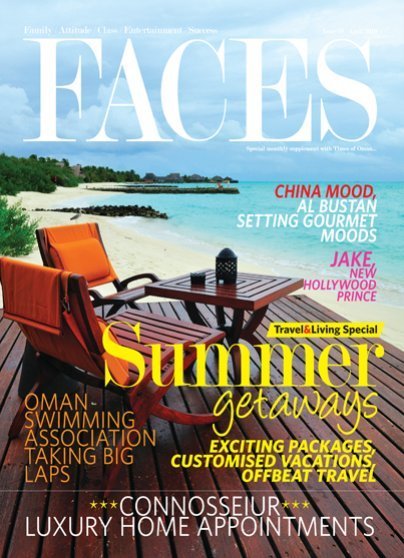 Family / Attitude / Class / Entertainment / Success
FACES
Special monthly supplement with Times of Oman...
CHINA MOOD,
AL BUSTAN
SETTING GOURMET
MOODS
JAKE,
NEW
HOLLYWOOD
PRINCE
Travel&Living Special
Summer
getaways
EXCITING PACKAGES,
CUSTOMISED VACATIONS,
OFFBEAT TRAVEL
OMAN
SWIMMING
ASSOCIATION
TAKING BIG
LAPS
***CONNOSSEIUR***
LUXURY HOME APPOINTMENTS